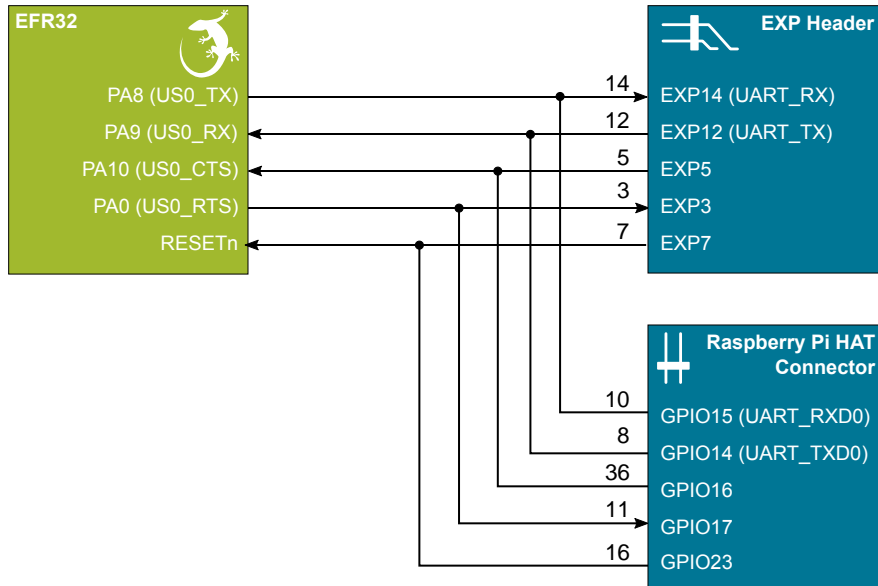 EFR32
PA8 (US0_TX)
PA9 (US0_RX)
PA10 (US0_CTS)
PA0 (US0_RTS)
RESETn
14
12
5
3
7
EXP Header
EXP14 (UART_RX)
EXP12 (UART_TX)
EXP5
EXP3
EXP7
Raspberry Pi HAT
Connector
10
8
36
11
16
GPIO15 (UART_RXD0)
GPIO14 (UART_TXD0)
GPIO16
GPIO17
GPIO23